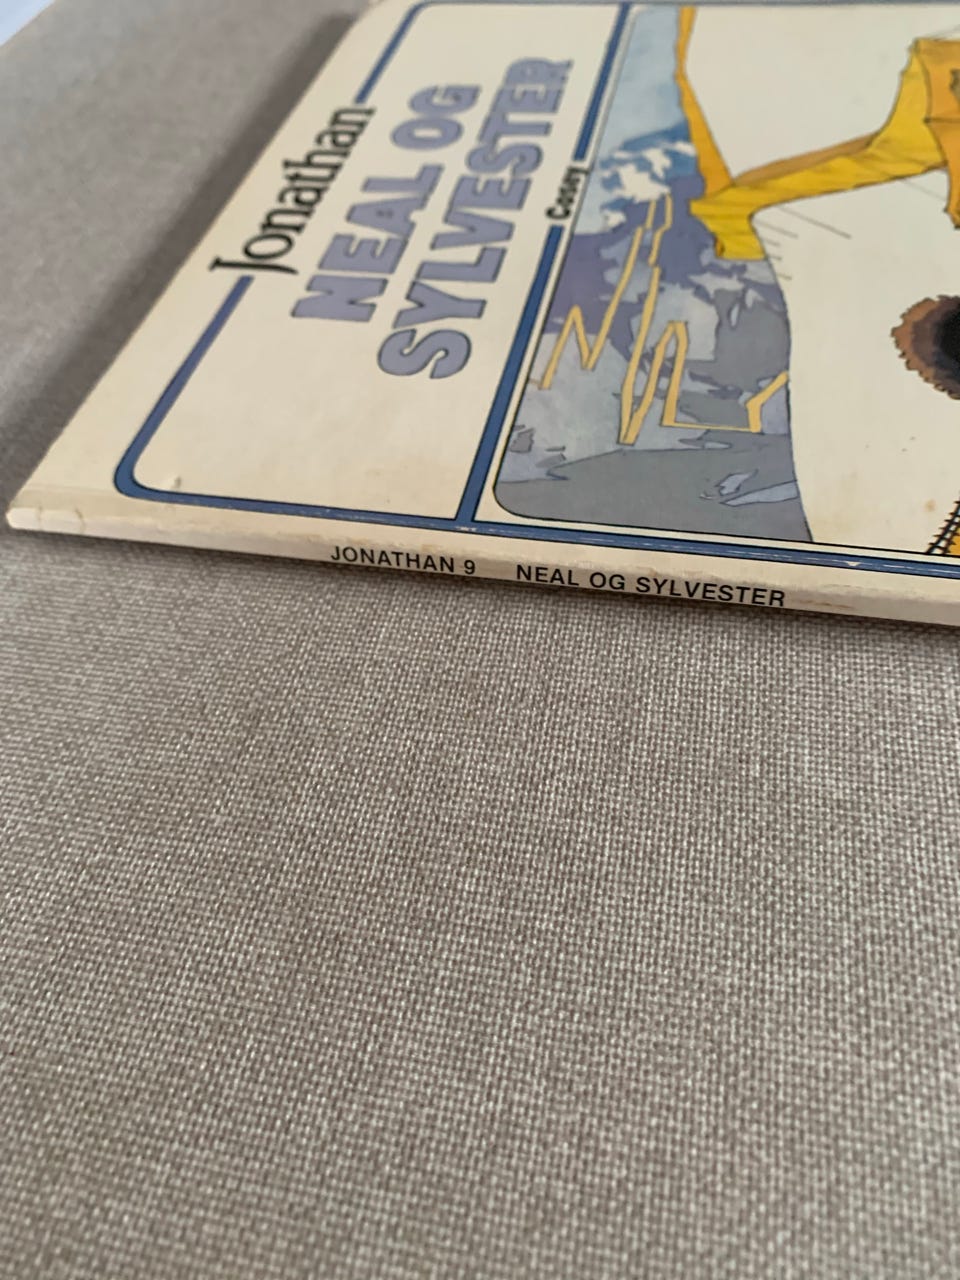 Jonathan
NEAL OG
SYLVESTER
Cosey
JONATHAN 9 NEAL OG SYLVESTER